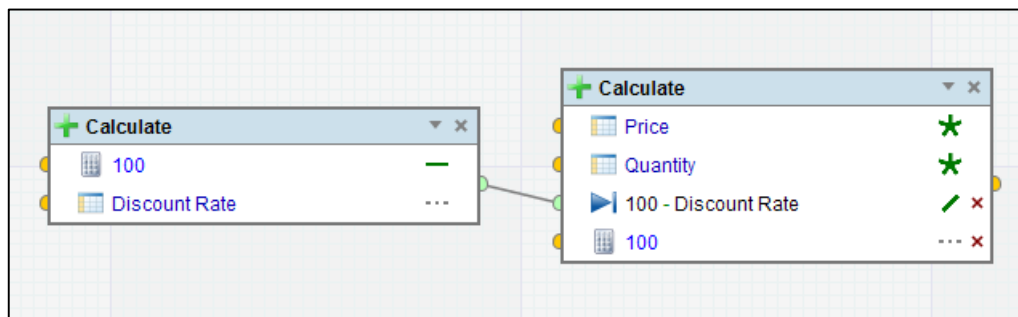 Calculate
100
Discount Rate
Calculate
Price
Quantity
100 - Discount Rate
100